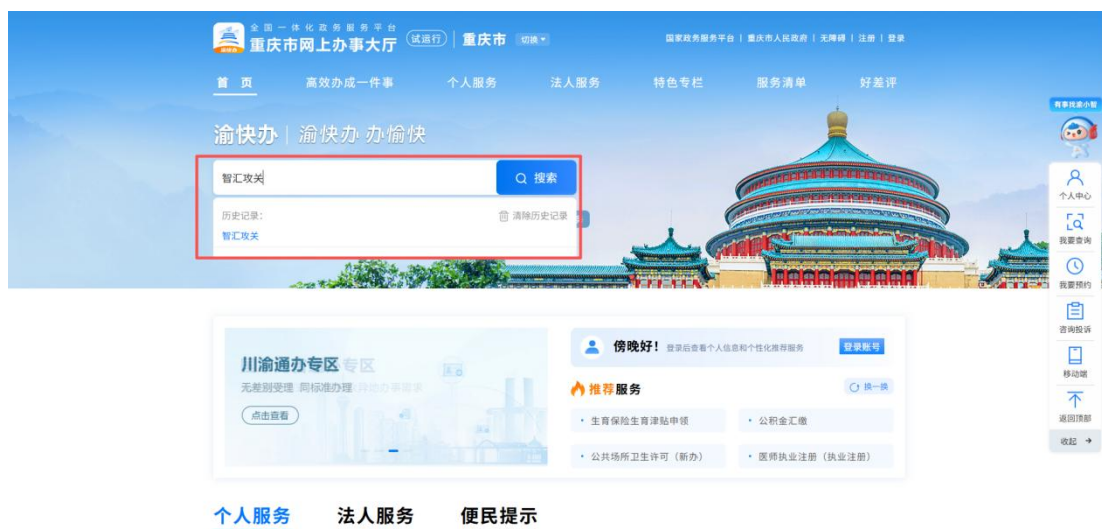 全国一体化政务服务平台
重庆市网上办事大厅 (试运行) 重庆市 切换
国家政务服务平台 | 重庆市人民政府 | 无障碍 | 注册 | 登录
首页 高效办成一件事 个人服务 法人服务 特色专栏 服务清单 好差评
渝快办 | 渝快办 办愉快
智汇攻关 搜索
历史记录: 清除历史记录
智汇攻关
有事找渝小智
个人中心
我要查询
我要预约
咨询投诉
移动端
返回顶部
收起
川渝通办专区
无差别受理 同标准办理
点击查看
傍晚好! 登录后查看个人信息和个性化推荐服务 登录账号
推荐服务 换一换
· 生育保险生育津贴申领 · 公积金汇缴
· 公共场所卫生许可(新办) · 医师执业注册(执业注册)
个人服务 法人服务 便民提示